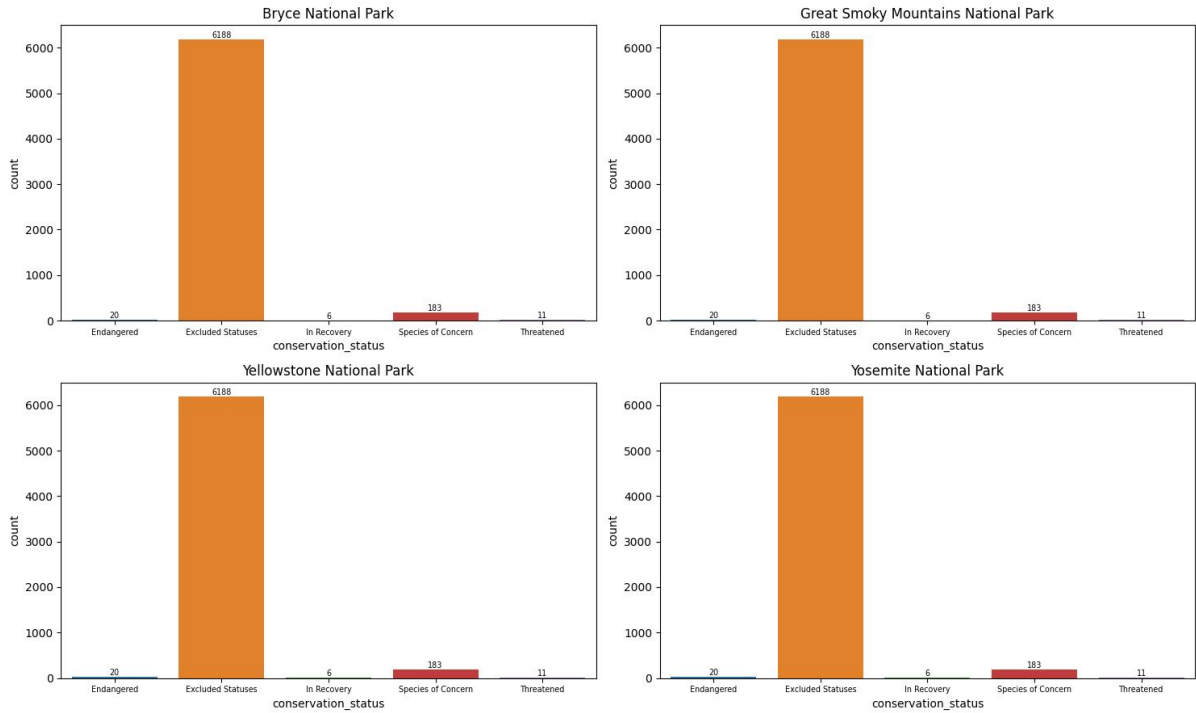 Bryce National Park
6188
6000
5000
4000
3000
2000
1000
0
count
20
6
183
11
Endangered
Excluded Statuses
In Recovery
Species of Concern
Threatened
conservation_status
Great Smoky Mountains National Park
6188
6000
5000
4000
3000
2000
1000
0
count
20
6
183
11
Endangered
Excluded Statuses
In Recovery
Species of Concern
Threatened
conservation_status
Yellowstone National Park
6188
6000
5000
4000
3000
2000
1000
0
count
20
6
183
11
Endangered
Excluded Statuses
In Recovery
Species of Concern
Threatened
conservation_status
Yosemite National Park
6188
6000
5000
4000
3000
2000
1000
0
count
20
6
183
11
Endangered
Excluded Statuses
In Recovery
Species of Concern
Threatened
conservation_status